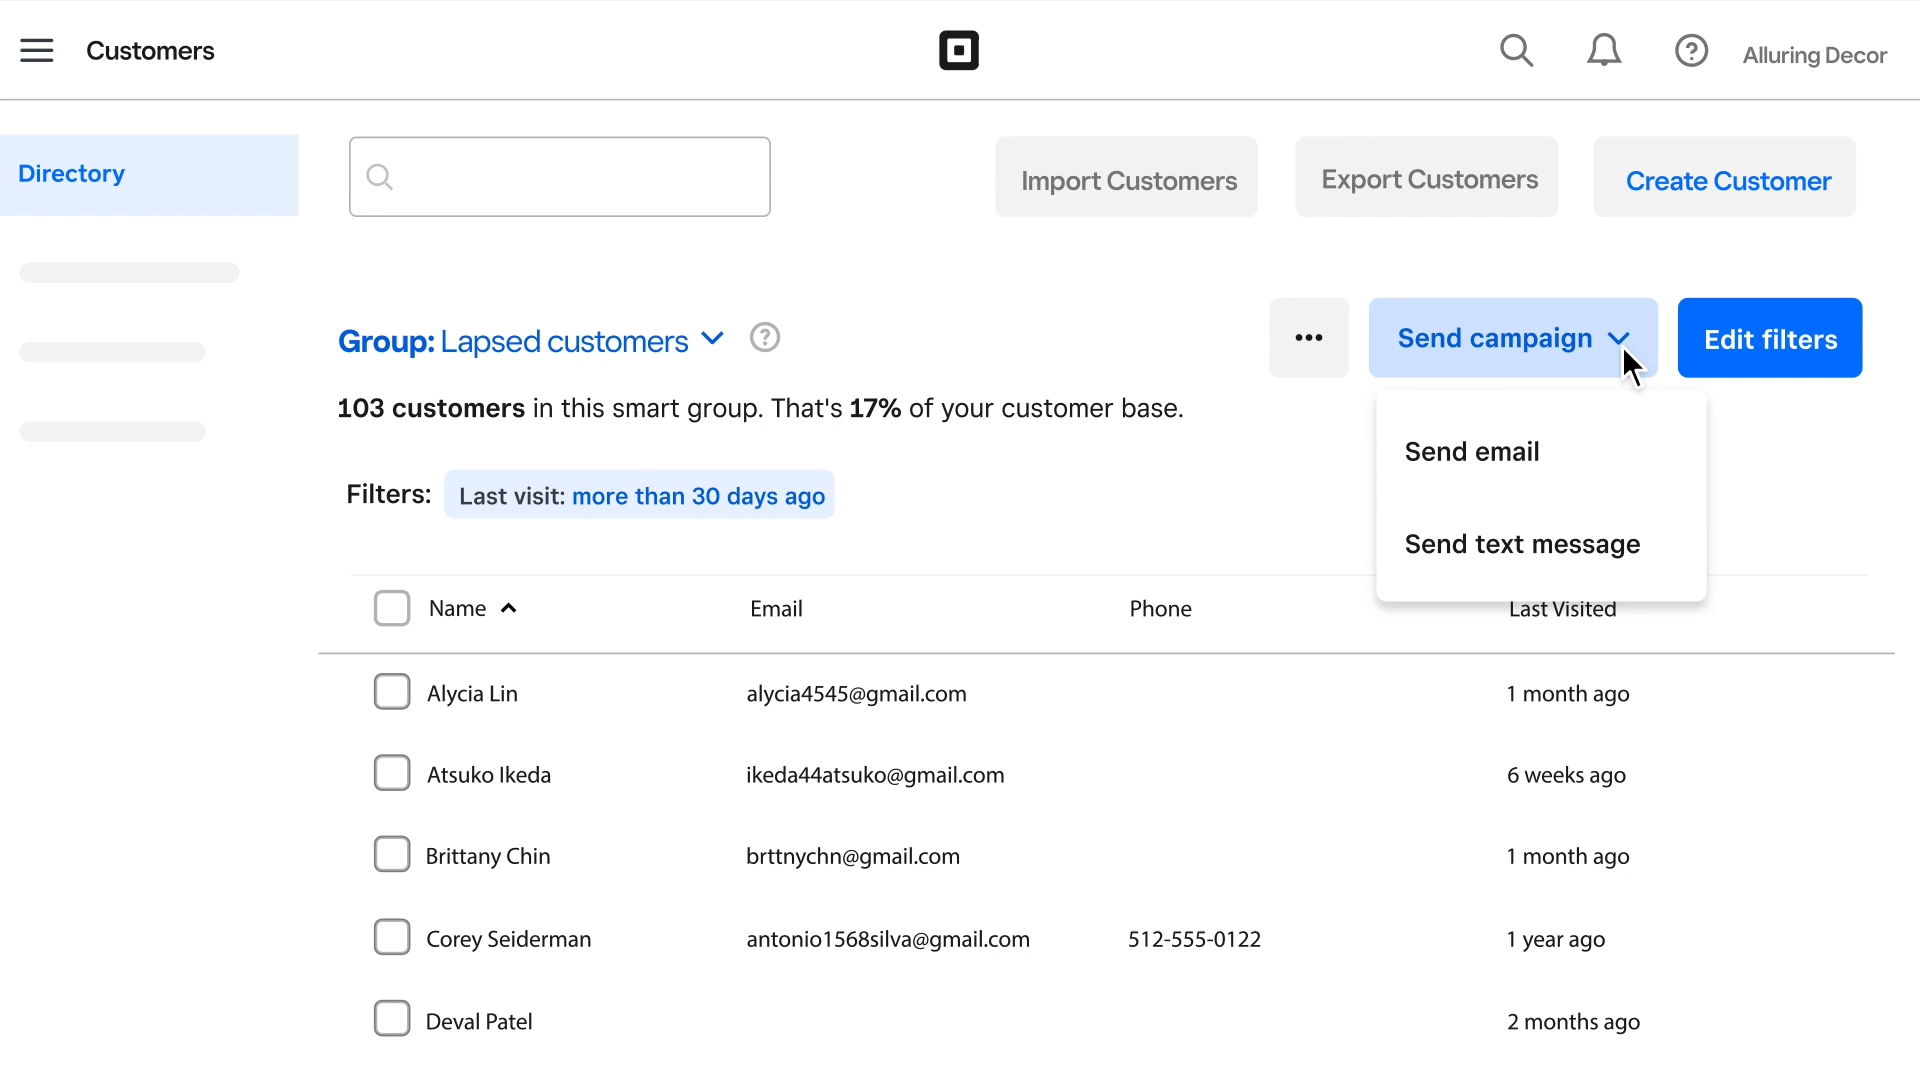 Customers
Alluring Decor
Directory
Import Customers
Export Customers
Create Customer
Group: Lapsed customers
Send campaign
Edit filters
103 customers in this smart group. That's 17% of your customer base.
Send email
Filters: Last visit: more than 30 days ago
Send text message
Name Email Phone Last Visited
Alycia Lin alycia4545@gmail.com 1 month ago
Atsuko Ikeda ikeda44atsuko@gmail.com 6 weeks ago
Brittany Chin brttnychn@gmail.com 1 month ago
Corey Seiderman antonio1568silva@gmail.com 512-555-0122 1 year ago
Deval Patel 2 months ago